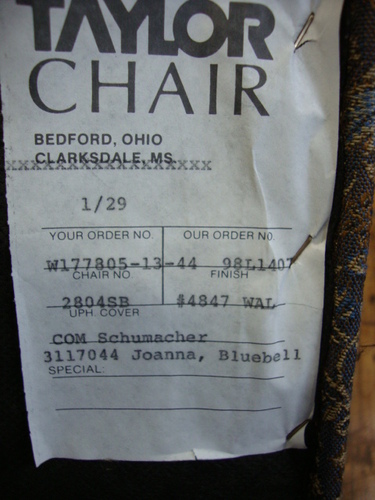 TAYLOR
CHAIR
BEDFORD, OHIO
CLARKSDALE, MS
xxxxxxxxxxxxxxxxxx
1/29
YOUR ORDER NO. OUR ORDER NO.
W177805-13-44 98L1407
CHAIR NO FINISH
2804SB #4847 WAL
UPH. COVER
COM Schumacher
3117044 Joanna, Bluebell
SPECIAL: